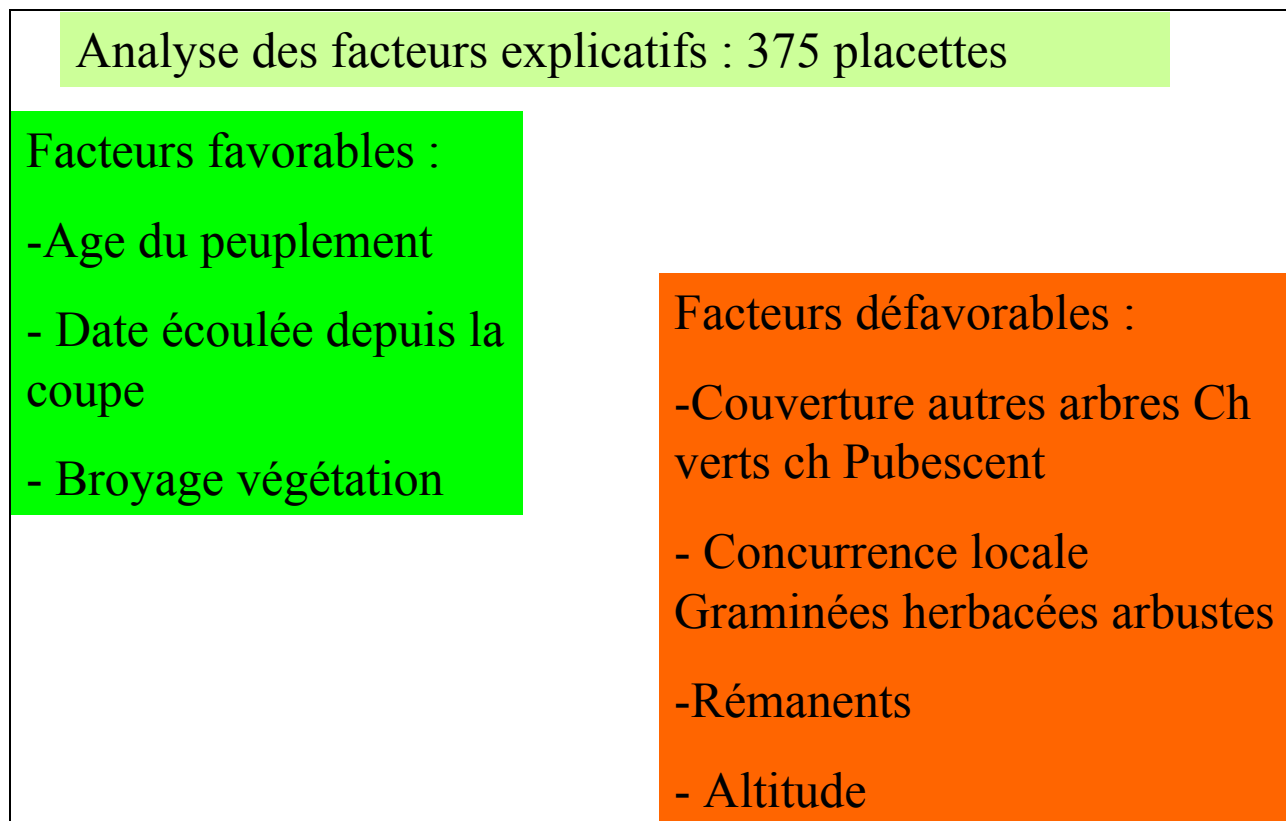 Analyse des facteurs explicatifs : 375 placettes
Facteurs favorables :
-Age du peuplement
- Date écoulée depuis la
coupe
- Broyage végétation
Facteurs défavorables :
-Couverture autres arbres Ch
verts ch Pubescent
- Concurrence locale
Graminées herbacées arbustes
-Rémanents
- Altitude